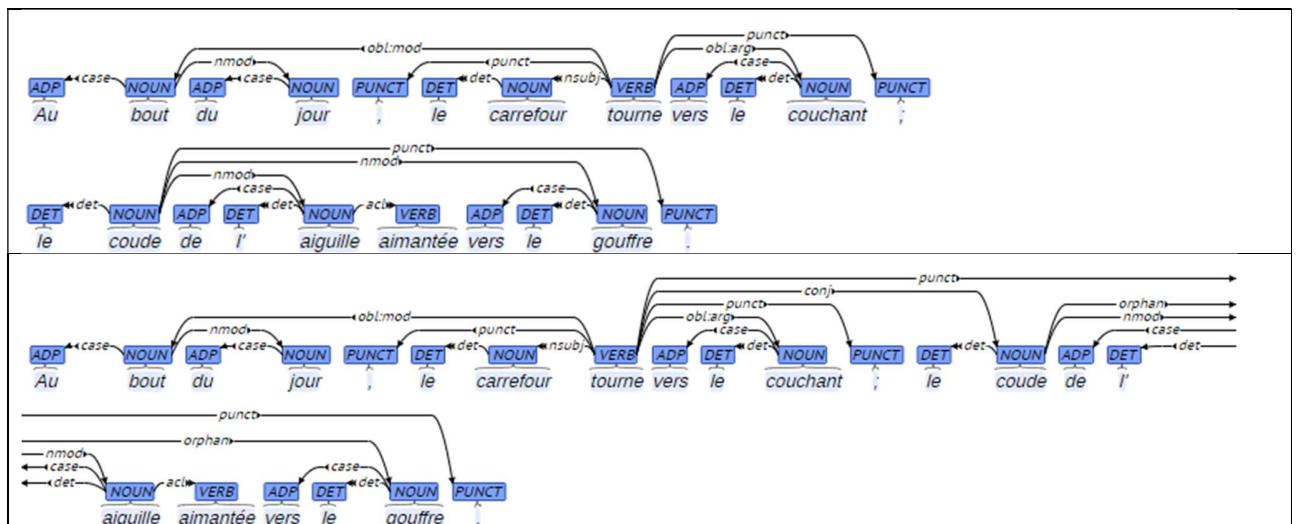 punct
obl:mod obl:arg
nmod punct case
case case det nsubj det
ADP NOUN ADP NOUN PUNCT DET NOUN VERB ADP DET NOUN PUNCT
Au bout du jour , le carrefour tourne vers le couchant ;
punct
nmod
nmod
case case
det det acl det
DET NOUN ADP DET NOUN VERB ADP DET NOUN PUNCT
le coude de l' aiguille aimantée vers le gouffre .
punct
conj
punct orphan
obl:mod obl:arg nmod
nmod punct case case
case case det nsubj det det det
ADP NOUN ADP NOUN PUNCT DET NOUN VERB ADP DET NOUN PUNCT DET NOUN ADP DET
Au bout du jour , le carrefour tourne vers le couchant ; le coude de l'
punct
orphan
nmod
case case
det acl det
NOUN VERB ADP DET NOUN PUNCT
aiguille aimantée vers le gouffre .